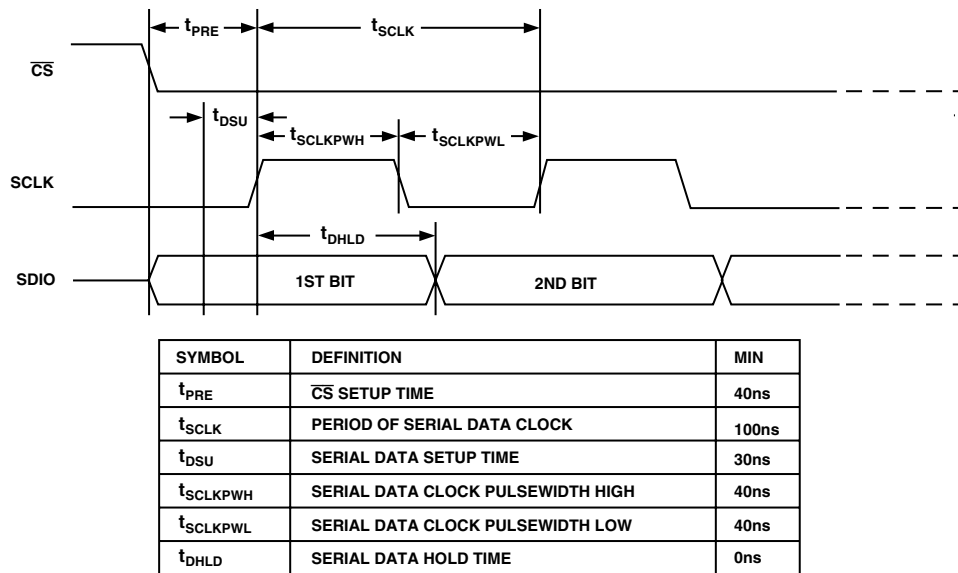 tPRE tSCLK
CS
tDSU
tSCLKPWH tSCLKPWL
SCLK
tDHLD
SDIO 1ST BIT 2ND BIT
SYMBOL DEFINITION MIN
tPRE CS SETUP TIME 40ns
tSCLK PERIOD OF SERIAL DATA CLOCK 100ns
tDSU SERIAL DATA SETUP TIME 30ns
tSCLKPWH SERIAL DATA CLOCK PULSEWIDTH HIGH 40ns
tSCLKPWL SERIAL DATA CLOCK PULSEWIDTH LOW 40ns
tDHLD SERIAL DATA HOLD TIME 0ns